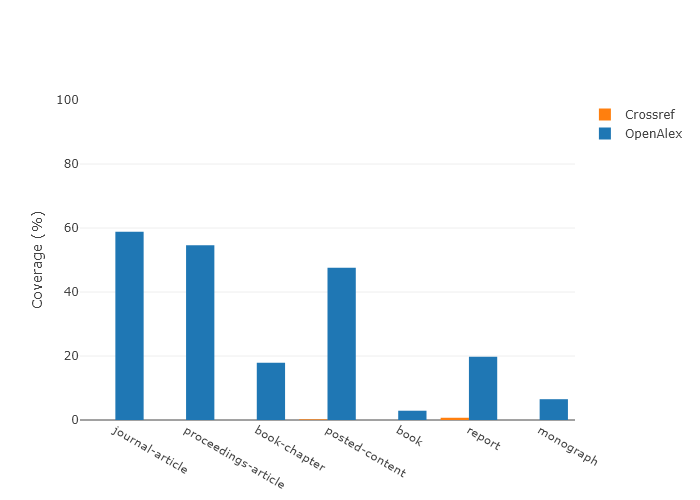 100
80
60
40
20
0
Coverage (%)
journal-article
proceedings-article
book-chapter
posted-content
book
report
monograph
Crossref
OpenAlex